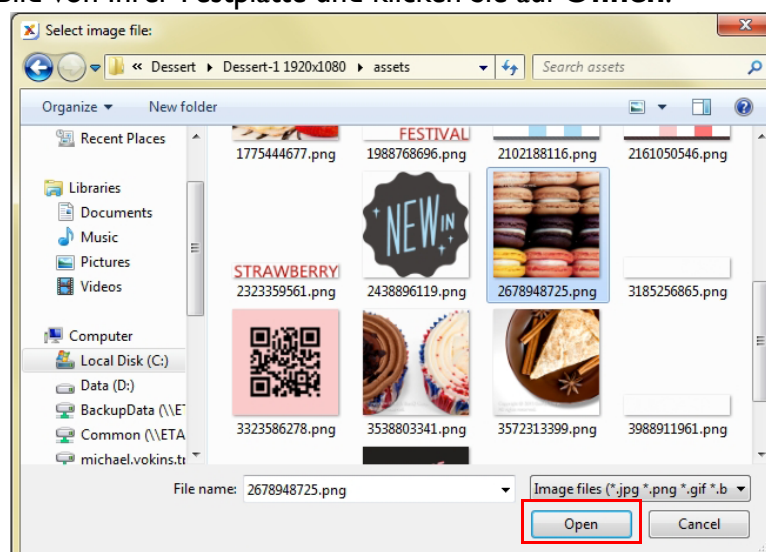 Bild von Ihrer Festplatte und klicken Sie auf Öffnen.
Select image file:
« Dessert ▸ Dessert-1 1920x1080 ▸ assets
Search assets
Organize New folder
Recent Places
Libraries
Documents
Music
Pictures
Videos
Computer
Local Disk (C:)
Data (D:)
BackupData (\\E
Common (\\ETA
michael.vokins.tr
FESTIVAL
1775444677.png 1988768696.png 2102188116.png 2161050546.png
STRAWBERRY
NEW IN
2323359561.png 2438896119.png 2678948725.png 3185256865.png
3323586278.png 3538803341.png 3572313399.png 3988911961.png
File name: 2678948725.png Image files (*.jpg *.png *.gif *.b
Open Cancel